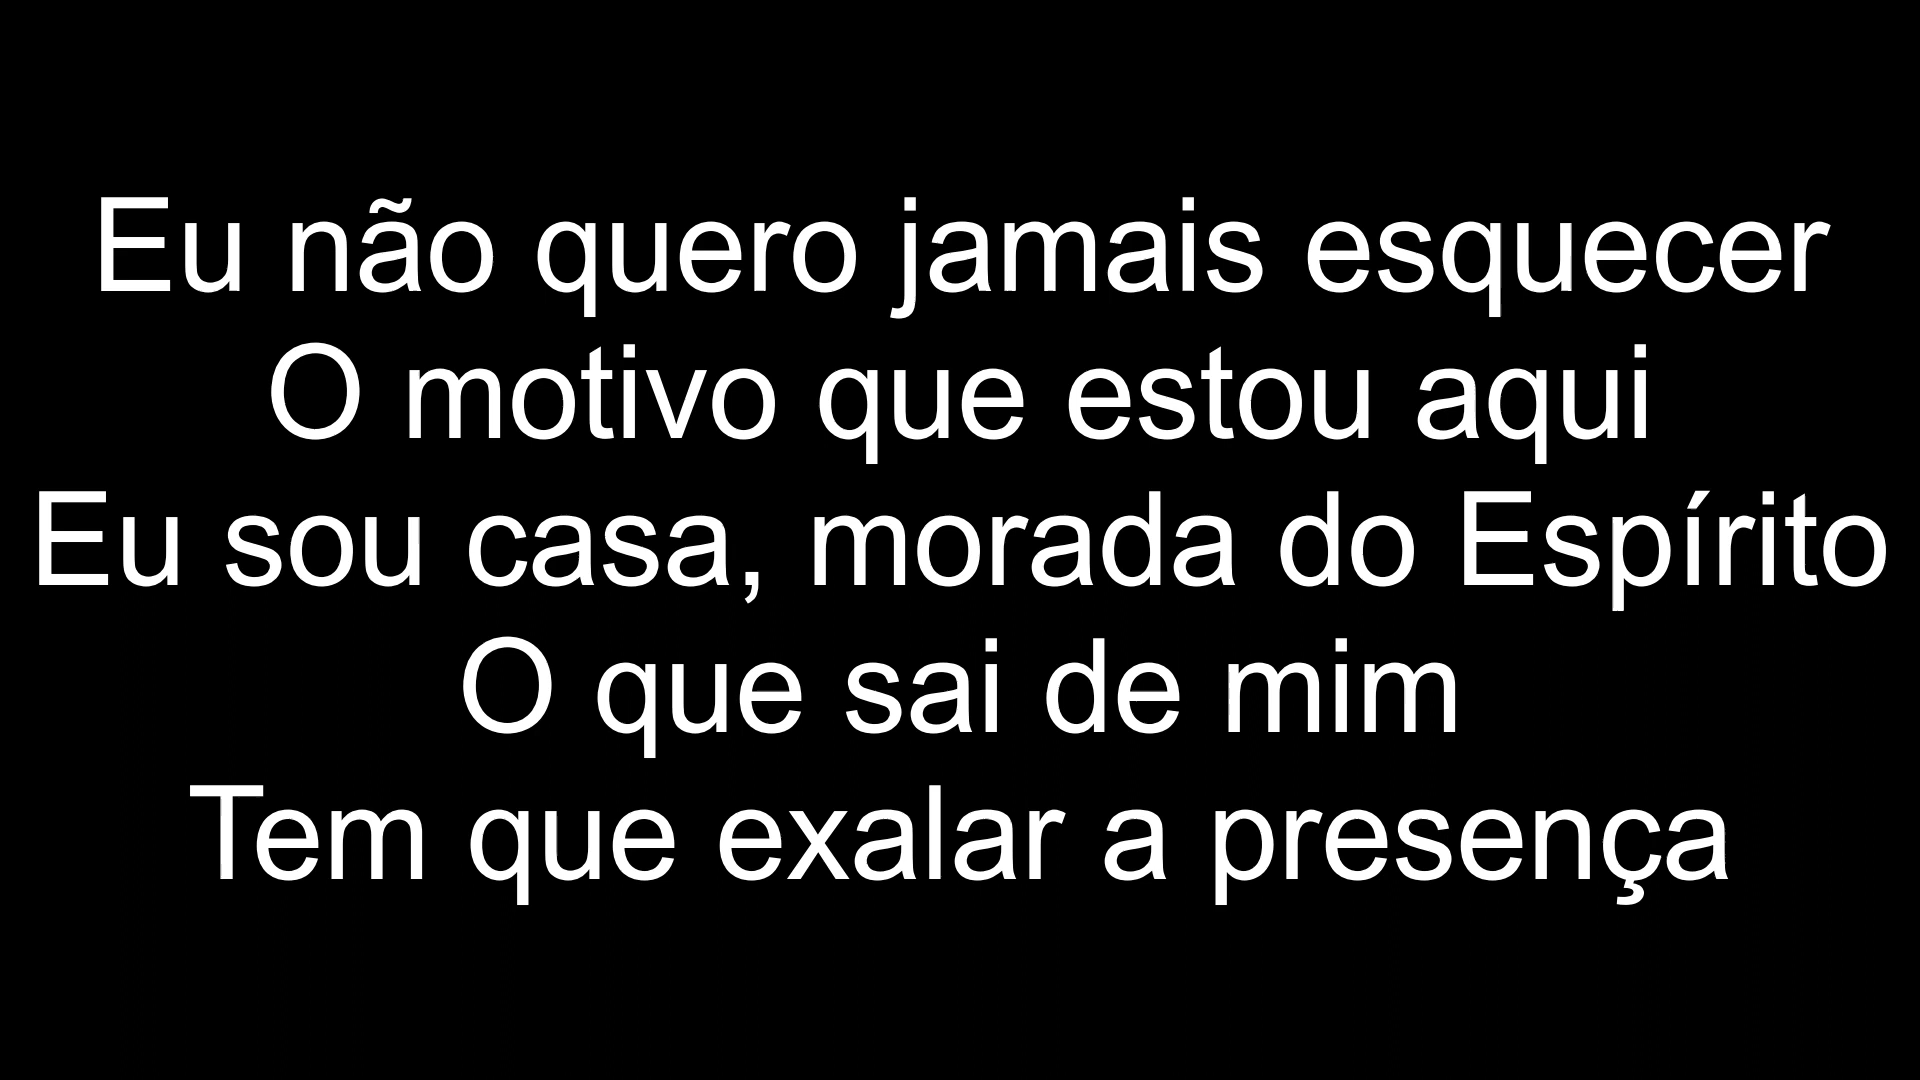 Eu não quero jamais esquecer
O motivo que estou aqui
Eu sou casa, morada do Espírito
O que sai de mim
Tem que exalar a presença